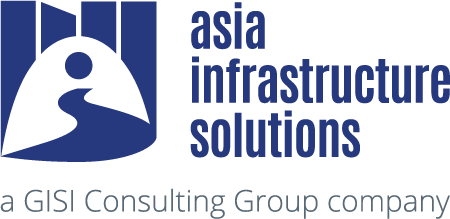 asia
infrastructure
solutions
a GISI Consulting Group company